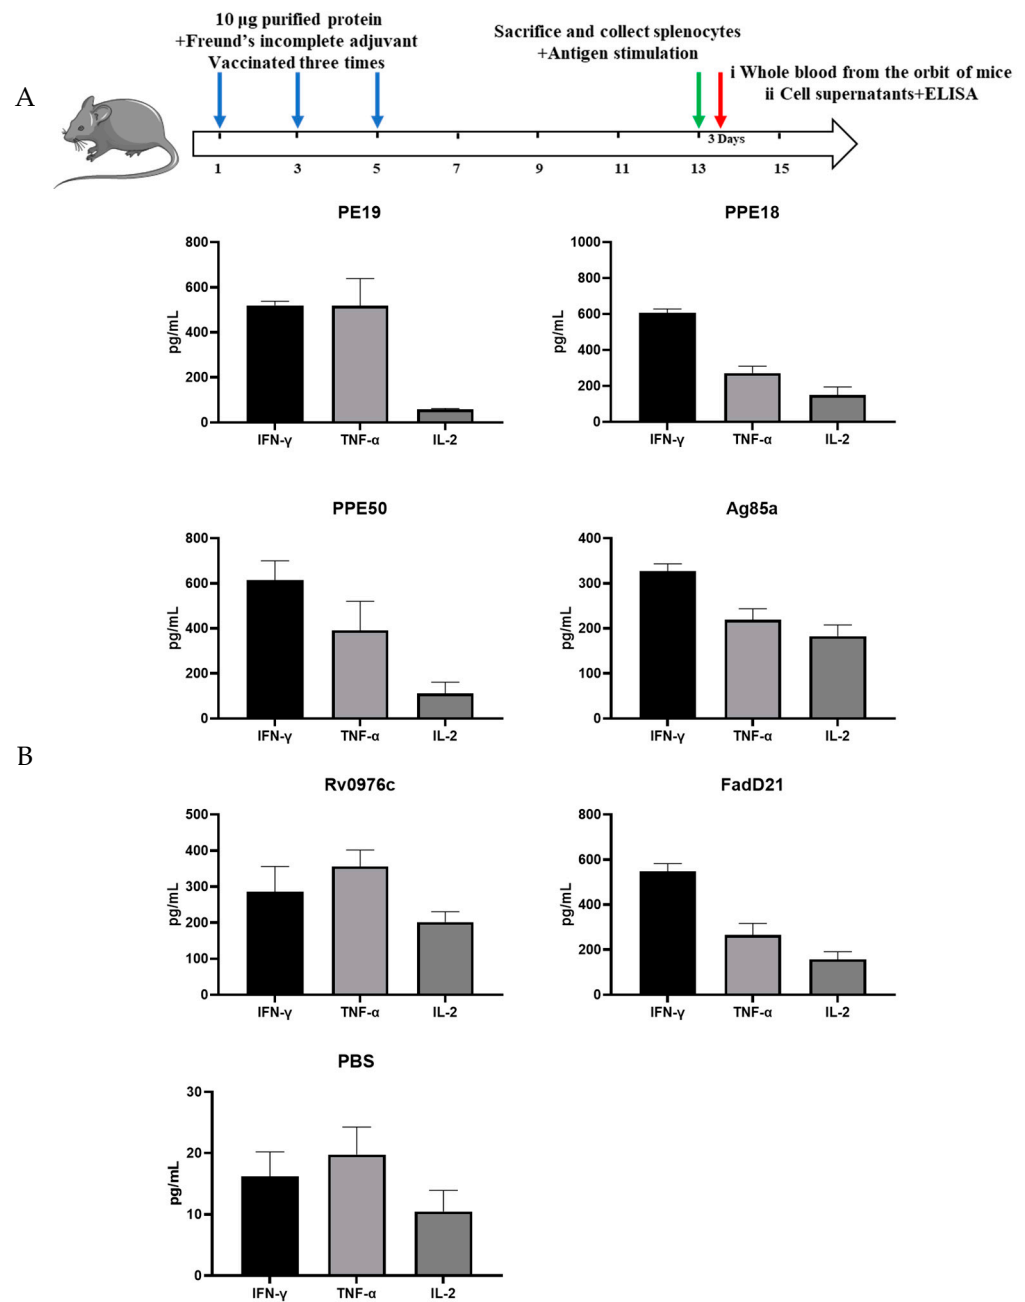 A
10 µg purified protein
+Freund's incomplete adjuvant
Vaccinated three times
Sacrifice and collect splenocytes
+Antigen stimulation
i Whole blood from the orbit of mice
ii Cell supernatants+ELISA
3 Days
1 3 5 7 9 11 13 15
B
PE19
pg/mL
800
600
400
200
0
IFN-γ TNF-α IL-2
PPE18
pg/mL
1000
800
600
400
200
0
IFN-γ TNF-α IL-2
PPE50
pg/mL
800
600
400
200
0
IFN-γ TNF-α IL-2
Ag85a
pg/mL
400
300
200
100
0
IFN-γ TNF-α IL-2
Rv0976c
pg/mL
500
400
300
200
100
0
IFN-γ TNF-α IL-2
FadD21
pg/mL
800
600
400
200
0
IFN-γ TNF-α IL-2
PBS
pg/mL
30
20
10
0
IFN-γ TNF-α IL-2